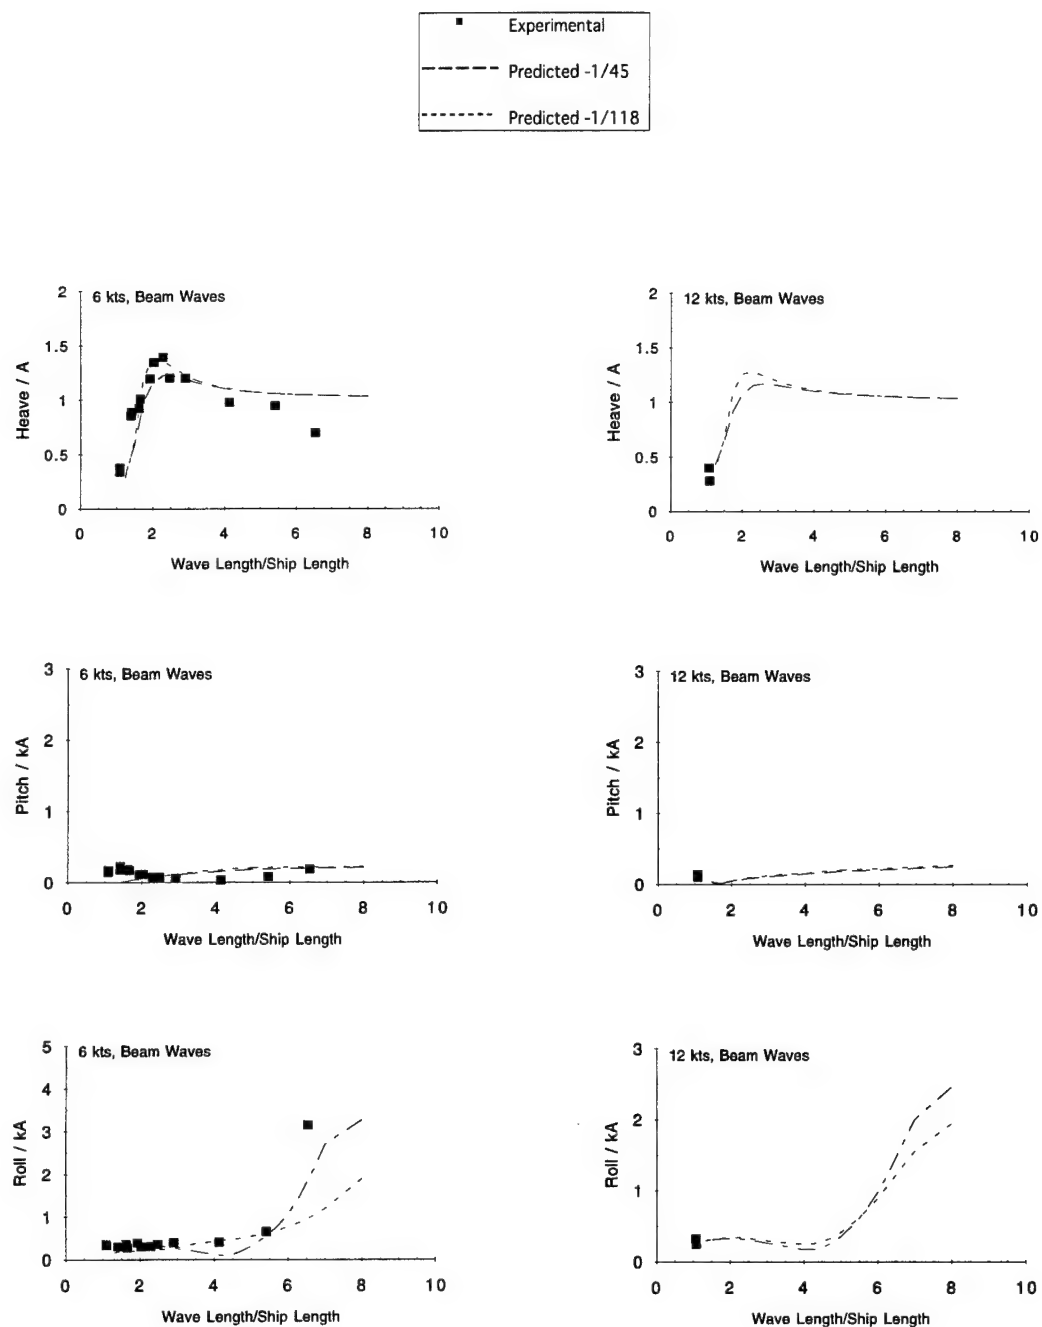 Experimental
Predicted -1/45
Predicted -1/118
2
6 kts, Beam Waves
1.5
Heave / A
1
0.5
0
0 2 4 6 8 10
Wave Length/Ship Length
2
12 kts, Beam Waves
1.5
Heave / A
1
0.5
0
0 2 4 6 8 10
Wave Length/Ship Length
3
6 kts, Beam Waves
2
Pitch / kA
1
0
0 2 4 6 8 10
Wave Length/Ship Length
3
12 kts, Beam Waves
2
Pitch / kA
1
0
0 2 4 6 8 10
Wave Length/Ship Length
5
6 kts, Beam Waves
4
3
Roll / kA
2
1
0
0 2 4 6 8 10
Wave Length/Ship Length
3
12 kts, Beam Waves
2
Roll / kA
1
0
0 2 4 6 8 10
Wave Length/Ship Length